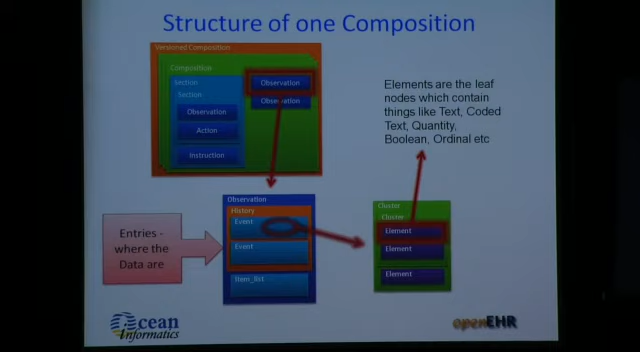 Structure of one Composition
Versioned Composition
Composition
Section
Section
Observation
Action
Instruction
Observation
Observation
Elements are the leaf
nodes which contain
things like Text, Coded
Text, Quantity,
Boolean, Ordinal etc
Entries -
where the
Data are
Observation
History
Event
Event
Item_list
Cluster
Cluster
Element
Element
Element
Ocean
Informatics
openEHR